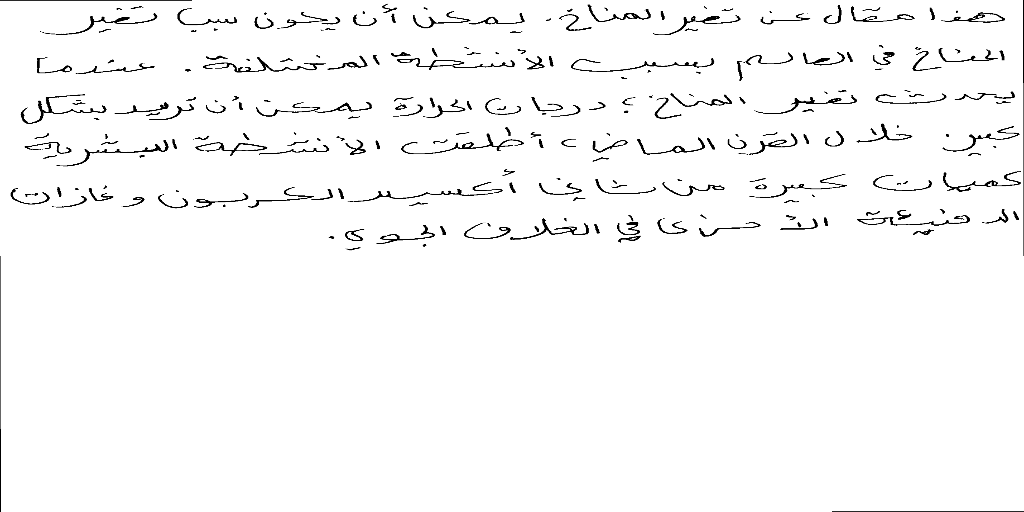 هذا مقال عن تغير المناخ. يمكن أن يكون سبب تغير
المناخ في العالم بسبب الأنشطة المختلفة. عندما
يحدث تغير المناخ، درجات الحرارة يمكن أن تزيد بشكل
كبير. خلال القرن الماضي، أطلقت الأنشطة البشرية
كميات كبيرة من ثاني أكسيد الكربون وغازات
الدفيئة الأخرى في الغلاف الجوي.